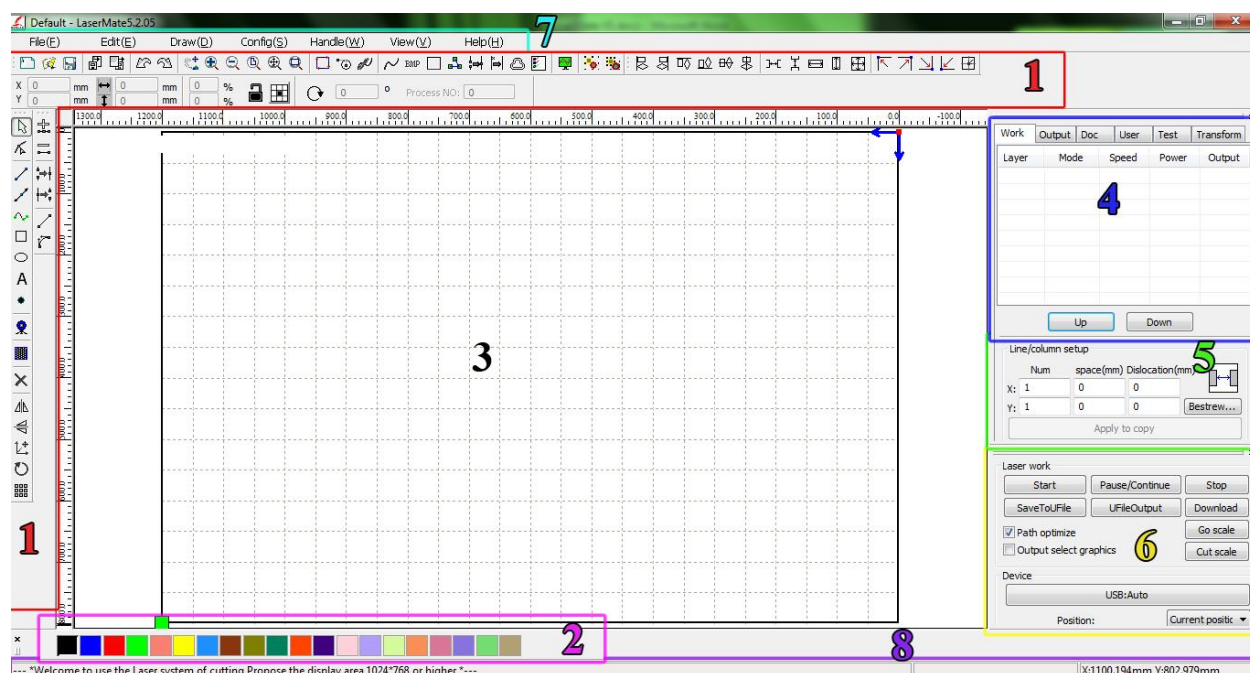 Default - LaserMate5.2.05
File(F) Edit(E) Draw(D) Config(S) Handle(W) View(V) Help(H)
7
BMP
1
X 0 mm 0 mm 0 %
Y 0 mm 0 mm 0 % 0 ° Process NO: 0
1300.0 1200.0 1100.0 1000.0 900.0 800.0 700.0 600.0 500.0 400.0 300.0 200.0 100.0 0.0 -100.0
Work Output Doc User Test Transform
Layer Mode Speed Power Output
4
A
Up Down
3
Line/column setup
5
Num space(mm) Dislocation(mm)
X: 1 0 0
Y: 1 0 0 Bestrew...
Apply to copy
Laser work
Start Pause/Continue Stop
SaveToUFile UFileOutput Download
1
Path optimize Go scale
6
Output select graphics Cut scale
Device
USB:Auto
Position: Current positic
2
8
--- *Welcome to use the Laser system of cutting Propose the display area 1024*768 or higher *---
X:1100.194mm Y:802.979mm